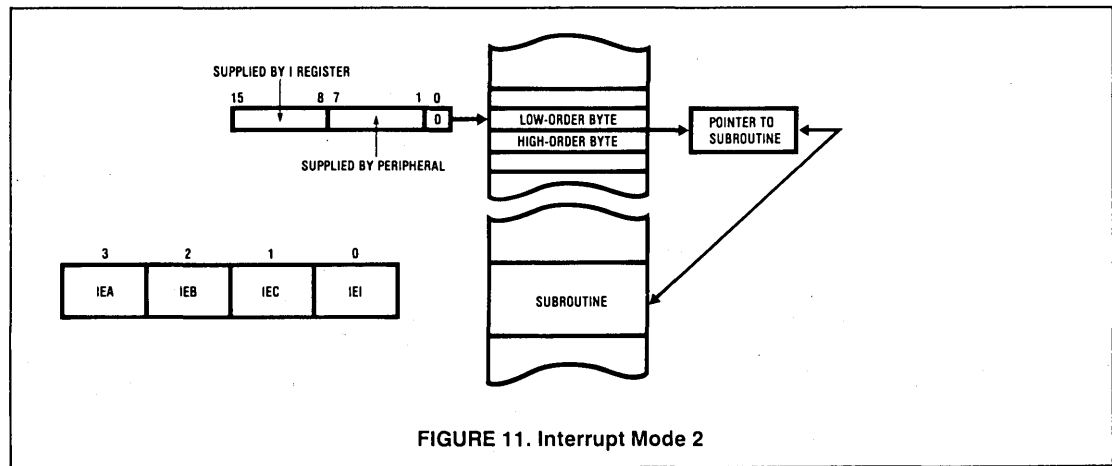 SUPPLIED BY I REGISTER
15 8 7 1 0
0
SUPPLIED BY PERIPHERAL
LOW-ORDER BYTE
HIGH-ORDER BYTE
POINTER TO
SUBROUTINE
3 2 1 0
IEA IEB IEC IEI
SUBROUTINE
FIGURE 11. Interrupt Mode 2